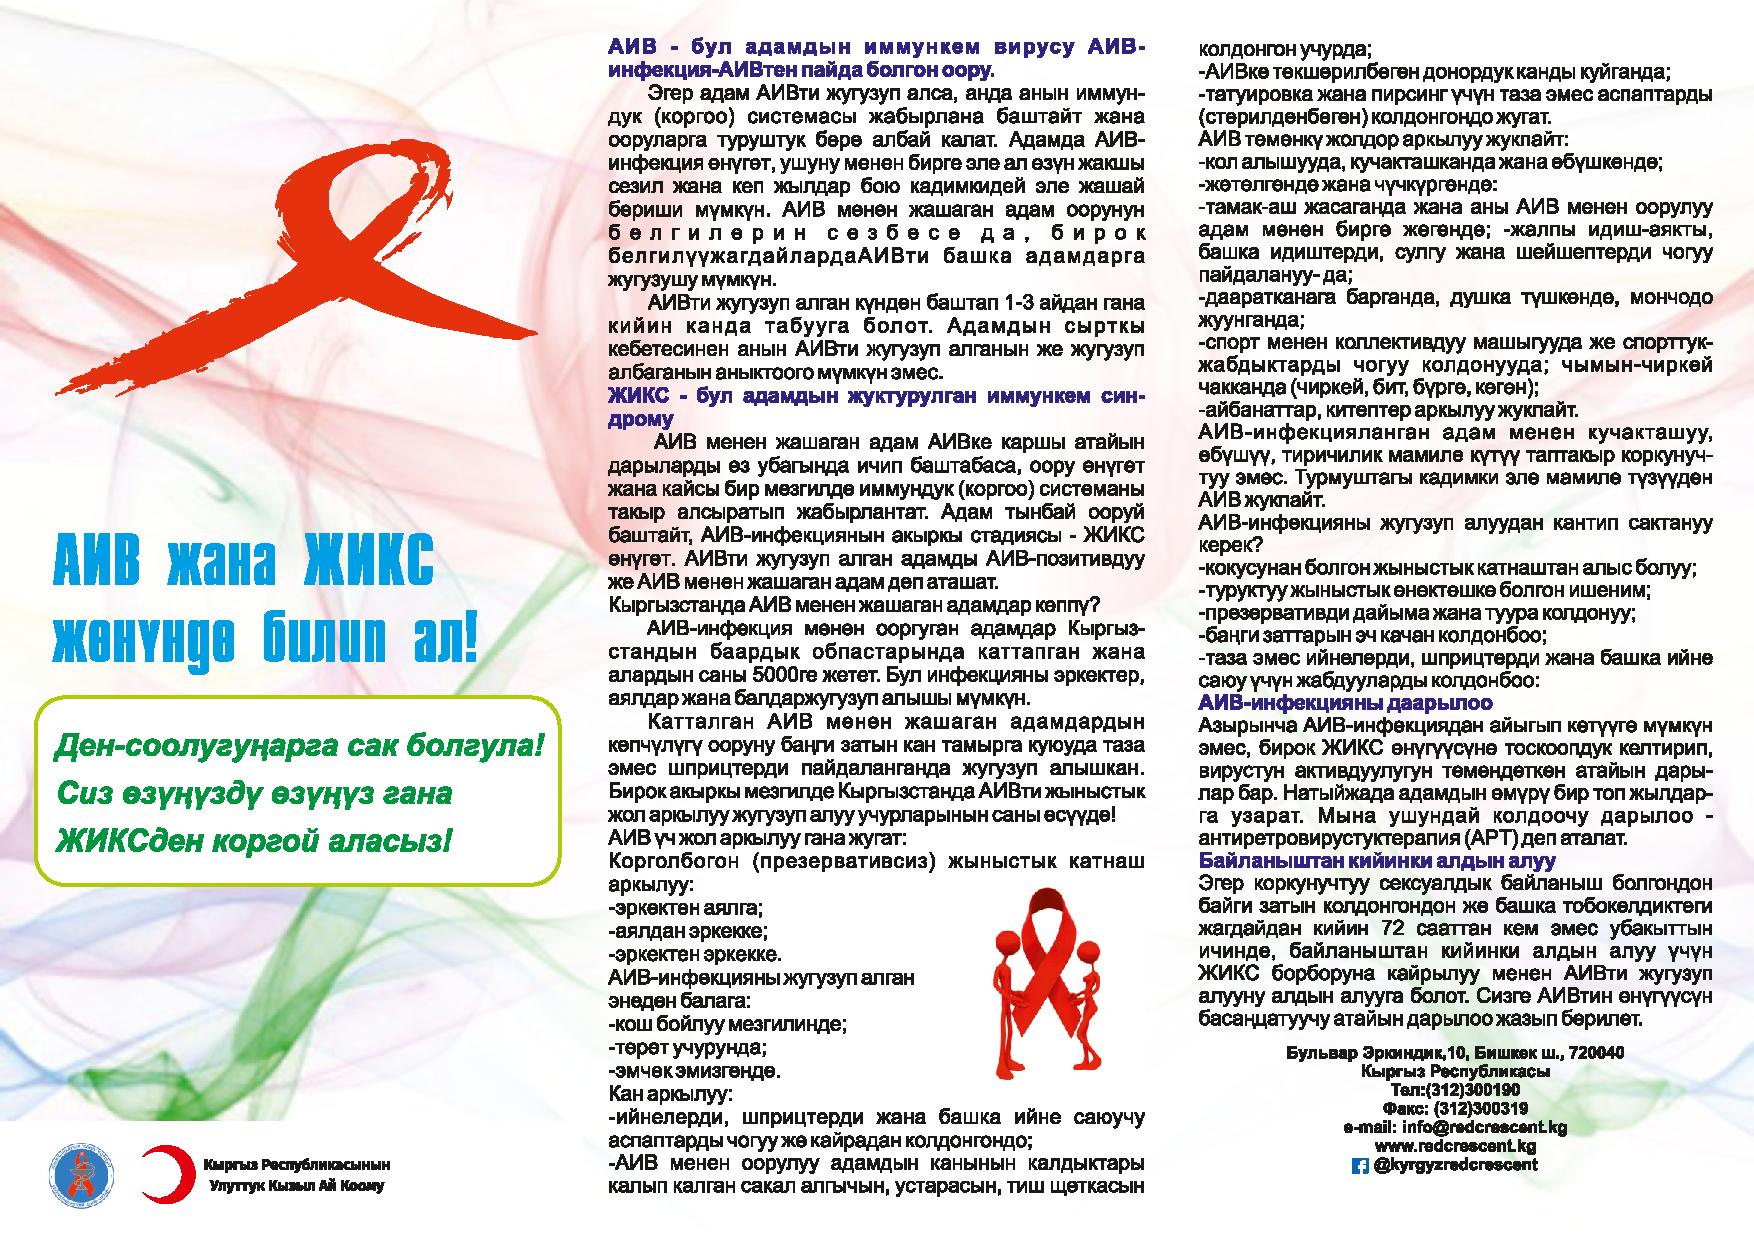 АИВ жана ЖИКС
жөнүндө билип ал!
Ден-соолугуңарга сак болгула!
Сиз өзүңүздү өзүңүз гана
ЖИКСден коргой аласыз!
Кыргыз Республикасынын
Улуттук Кызыл Ай Коому
АИВ - бул адамдын иммункем вирусу АИВ-
инфекция-АИВтен пайда болгон оору.
Эгер адам АИВти жугузуп алса, анда анын иммун-
дук (коргоо) системасы жабырлана баштайт жана
ооруларга туруштук бере албай калат. Адамда АИВ-
инфекция өнүгөт, ушуну менен бирге эле ал өзүн жакшы
сезил жана кеп жылдар бою кадимкидей эле жашай
бериши мүмкүн. АИВ менен жашаган адам оорунун
белгилерин сезбесе да, бирок
белгилүүжагдайлардаАИВти башка адамдарга
жугузушу мүмкүн.
АИВти жугузуп алган күндөн баштап 1-3 айдан гана
кийин канда табууга болот. Адамдын сырткы
кебетесинен анын АИВти жугузуп алганын же жугузуп
албаганын аныктоого мүмкүн эмес.
ЖИКС - бул адамдын жуктурулган иммункем син-
дрому
АИВ менен жашаган адам АИВке каршы атайын
дарыларды өз убагында ичип баштабаса, оору өнүгөт
жана кайсы бир мезгилде иммундук (коргоо) системаны
такыр алсыратып жабырлантат. Адам тынбай ооруй
баштайт, АИВ-инфекциянын акыркы стадиясы - ЖИКС
өнүгөт. АИВти жугузуп алган адамды АИВ-позитивдуу
же АИВ менен жашаган адам деп аташат.
Кыргызстанда АИВ менен жашаган адамдар көппү?
АИВ-инфекция менен ооргуган адамдар Кыргыз-
стандын баардык обпастарында каттапган жана
алардын саны 5000ге жетет. Бул инфекцияны эркектер,
аялдар жана балдаржугузуп алышы мүмкүн.
Катталган АИВ менен жашаган адамдардын
көпчүлүгү ооруну баңги затын кан тамырга куюуда таза
эмес шприцтерди пайдаланганда жугузуп алышкан.
Бирок акыркы мезгилде Кыргызстанда АИВти жыныстык
жол аркылуу жугузуп алуу учурларынын саны өсүүдө!
АИВ үч жол аркылуу гана жугат:
Корголбогон (презервативсиз) жыныстык катнаш
аркылуу:
-эркектен аялга;
-аялдан эркекке;
-эркектен эркекке.
АИВ-инфекцияны жугузуп алган
энеден балага:
-кош бойлуу мезгилинде;
-төрөт учурунда;
-эмчек эмизгенде.
Кан аркылуу:
-ийнелерди, шприцтерди жана башка ийне саюучу
аспаптарды чогуу же кайрадан колдонгондо;
-АИВ менен оорулуу адамдын канынын калдыктары
калып калган сакал алгычын, устарасын, тиш щеткасын
колдонгон учурда;
-АИВке текшерилбеген донордук канды куйганда;
-татуировка жана пирсинг үчүн таза эмес аспаптарды
(стерилденбеген) колдонгондо жугат.
АИВ төмөнкү жолдор аркылуу жукпайт:
-кол алышууда, кучакташканда жана өбүшкөндө;
-жөтөлгөндө жана чүчкүргөндө:
-тамак-аш жасаганда жана аны АИВ менен оорулуу
адам менен бирге жегенде; -жалпы идиш-аякты,
башка идиштерди, сулгу жана шейшептерди чогуу
пайдалануу- да;
-даараткaнага барганда, душка түшкөндө, мончодо
жуунганда;
-спорт менен коллективдуу машыгууда же спорттук-
жабдыктарды чогуу колдонууда; чымын-чиркей
чакканда (чиркей, бит, бүргө, көгөн);
-айбанаттар, китептер аркылуу жукпайт.
АИВ-инфекцияланган адам менен кучакташуу,
өбүшүү, тиричилик мамиле күтүү таптакыр коркунуч-
туу эмес. Турмуштагы кадимки эле мамиле түзүүдөн
АИВ жукпайт.
АИВ-инфекцияны жугузуп алуудан кантип сактануу
керек?
-кокусунан болгон жыныстык катнаштан алыс болуу;
-туруктуу жыныстык өнөктөшкө болгон ишеним;
-презервативди дайыма жана туура колдонуу;
-баңги заттарын эч качан колдонбоо;
-таза эмес ийнелерди, шприцтерди жана башка ийне
саюу үчүн жабдууларды колдонбоо:
АИВ-инфекцияны даарылоо
Азырынча АИВ-инфекциядан айыгып кетүүгө мүмкүн
эмес, бирок ЖИКС өнүгүүсүнө тоскоопдук келтирип,
вирустун активдуулугун төмөндөткөн атайын дары-
лар бар. Натыйжада адамдын өмүрү бир топ жылдар-
га узарат. Мына ушундай колдоочу дарылоо -
антиретровирустуктерапия (АРТ) деп аталат.
Байланыштан кийинки алдын алуу
Эгер коркунучтуу сексуалдык байланыш болгондон
байги затын колдонгондон же башка тобокелдиктеги
жагдайдан кийин 72 сааттан кем эмес убакыттын
ичинде, байланыштан кийинки алдын алуу үчүн
ЖИКС борборуна кайрылуу менен АИВти жугузуп
алууну алдын алууга болот. Сизге АИВтин өнүгүүсүн
басаңдатуучу атайын дарылоо жазып берилет.
Бульвар Эркиндик,10, Бишкек ш., 720040
Кыргыз Республикасы
Тел:(312)300190
Факс: (312)300319
e-mail: info@redcrescent.kg
www.redcrescent.kg
@kyrgyzredcrescent